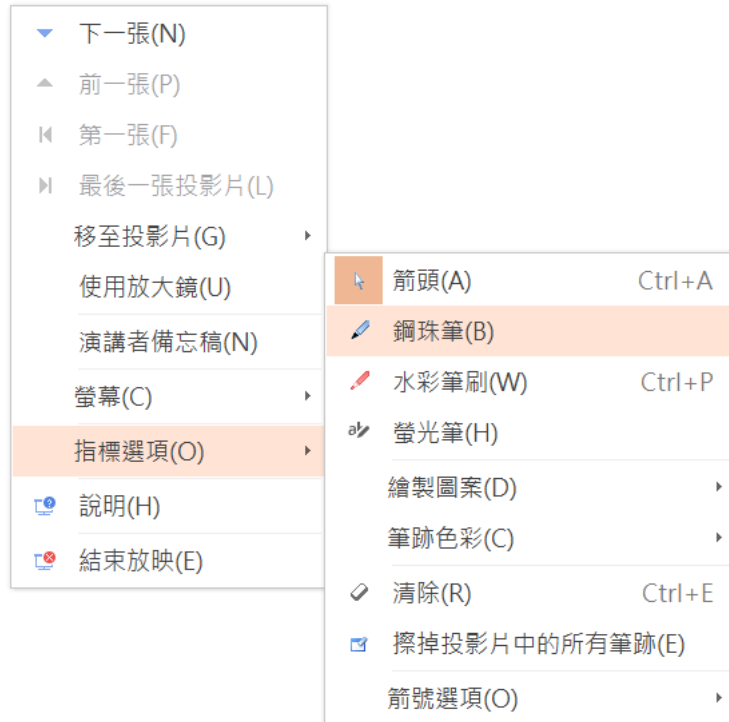 下一張(N)
前一張(P)
第一張(F)
最後一張投影片(L)
移至投影片(G)
使用放大鏡(U)
演講者備忘稿(N)
螢幕(C)
指標選項(O)
說明(H)
結束放映(E)
箭頭(A) Ctrl+A
鋼珠筆(B)
水彩筆刷(W) Ctrl+P
螢光筆(H)
繪製圖案(D)
筆跡色彩(C)
清除(R) Ctrl+E
擦掉投影片中的所有筆跡(E)
箭號選項(O)